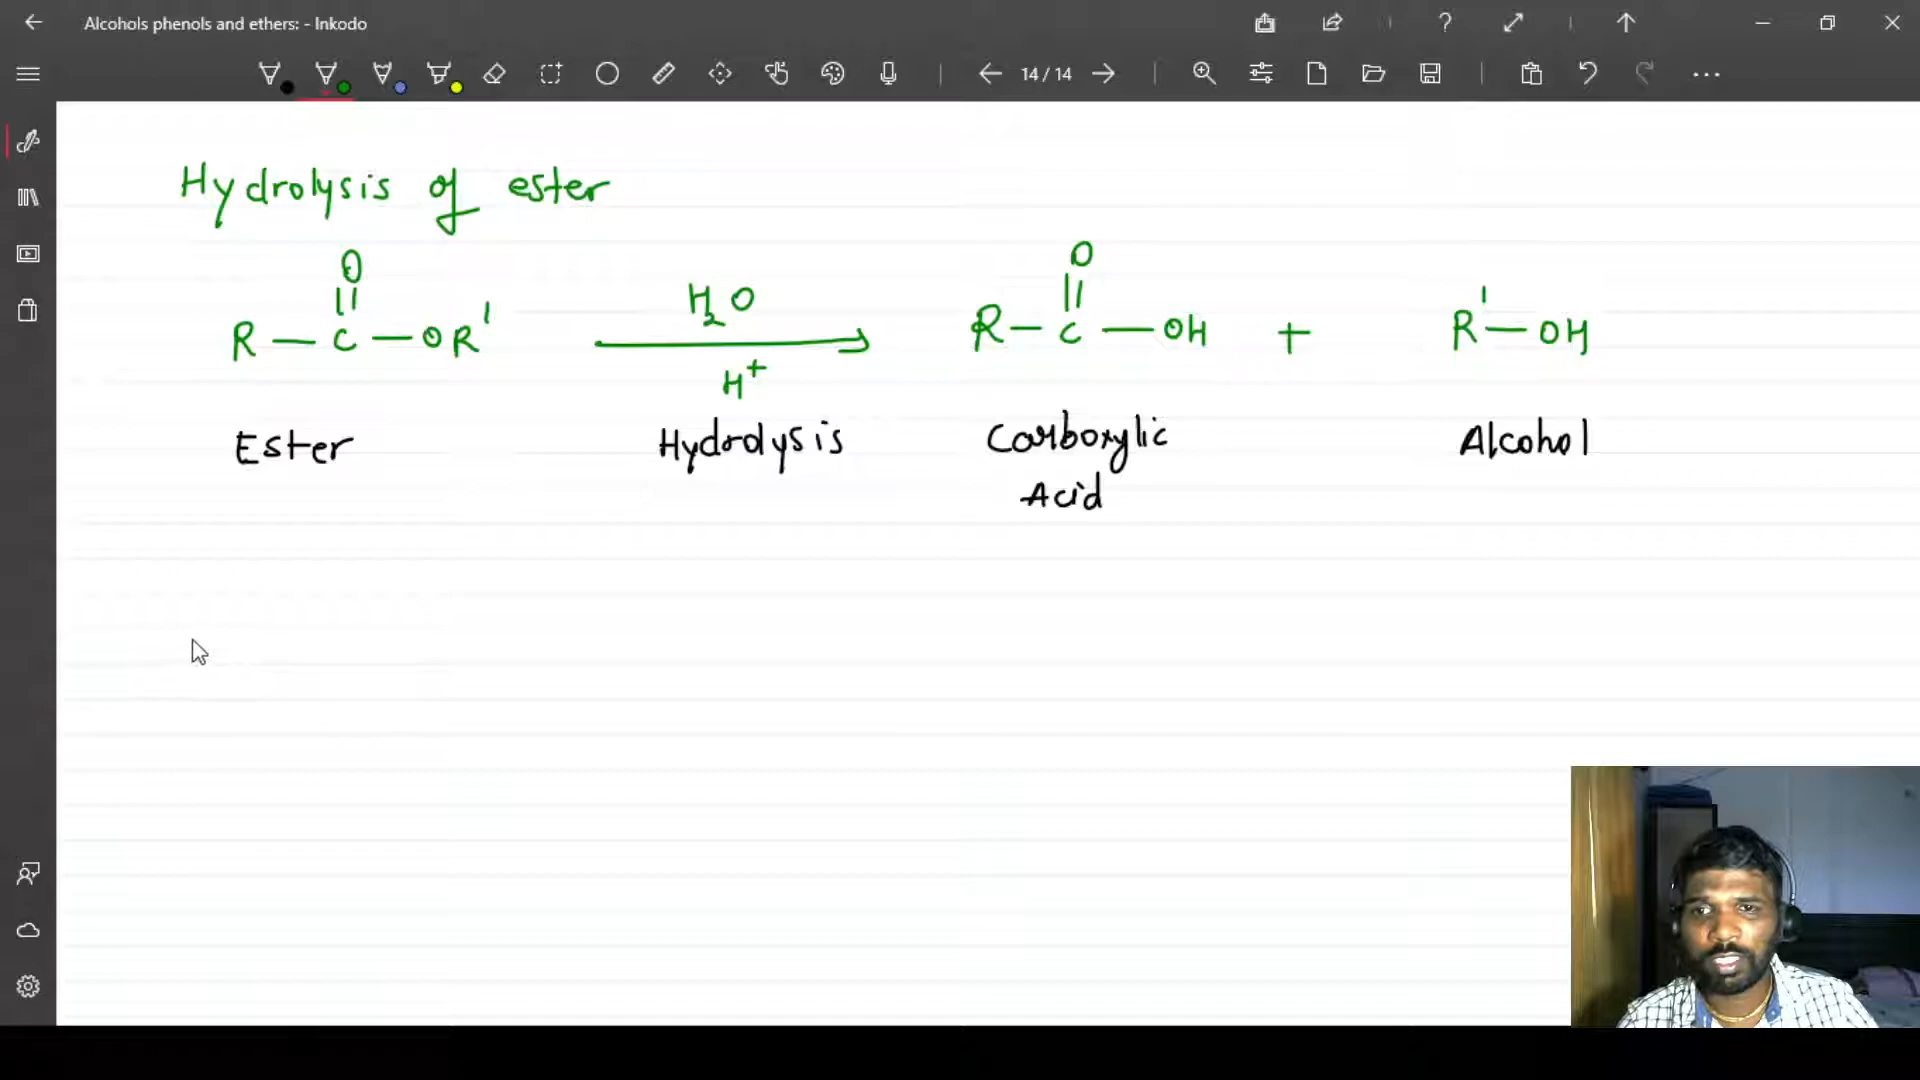 Alcohols phenols and ethers: - Inkodo
14 / 14
Hydrolysis of ester
O
||
R — C — OR'
H₂O
H⁺
O
||
R — C — OH + R' — OH
Ester Hydrolysis Carboxylic Acid Alcohol